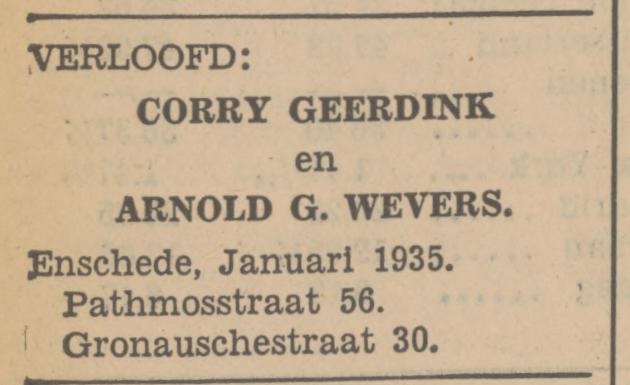 VERLOOFD:
CORRY GEERDINK
en
ARNOLD G. WEVERS.
Enschede, Januari 1935.
Pathmosstraat 56.
Gronauschestraat 30.